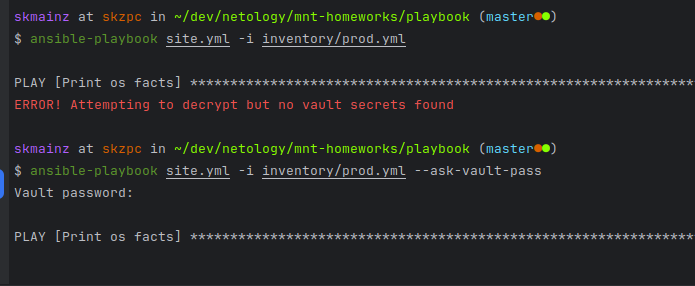 skmainz at skzpc in ~/dev/netology/mnt-homeworks/playbook (master●●)
$ ansible-playbook site.yml -i inventory/prod.yml
PLAY [Print os facts] ****************************************************************
ERROR! Attempting to decrypt but no vault secrets found
skmainz at skzpc in ~/dev/netology/mnt-homeworks/playbook (master●●)
$ ansible-playbook site.yml -i inventory/prod.yml --ask-vault-pass
Vault password:
PLAY [Print os facts] ****************************************************************